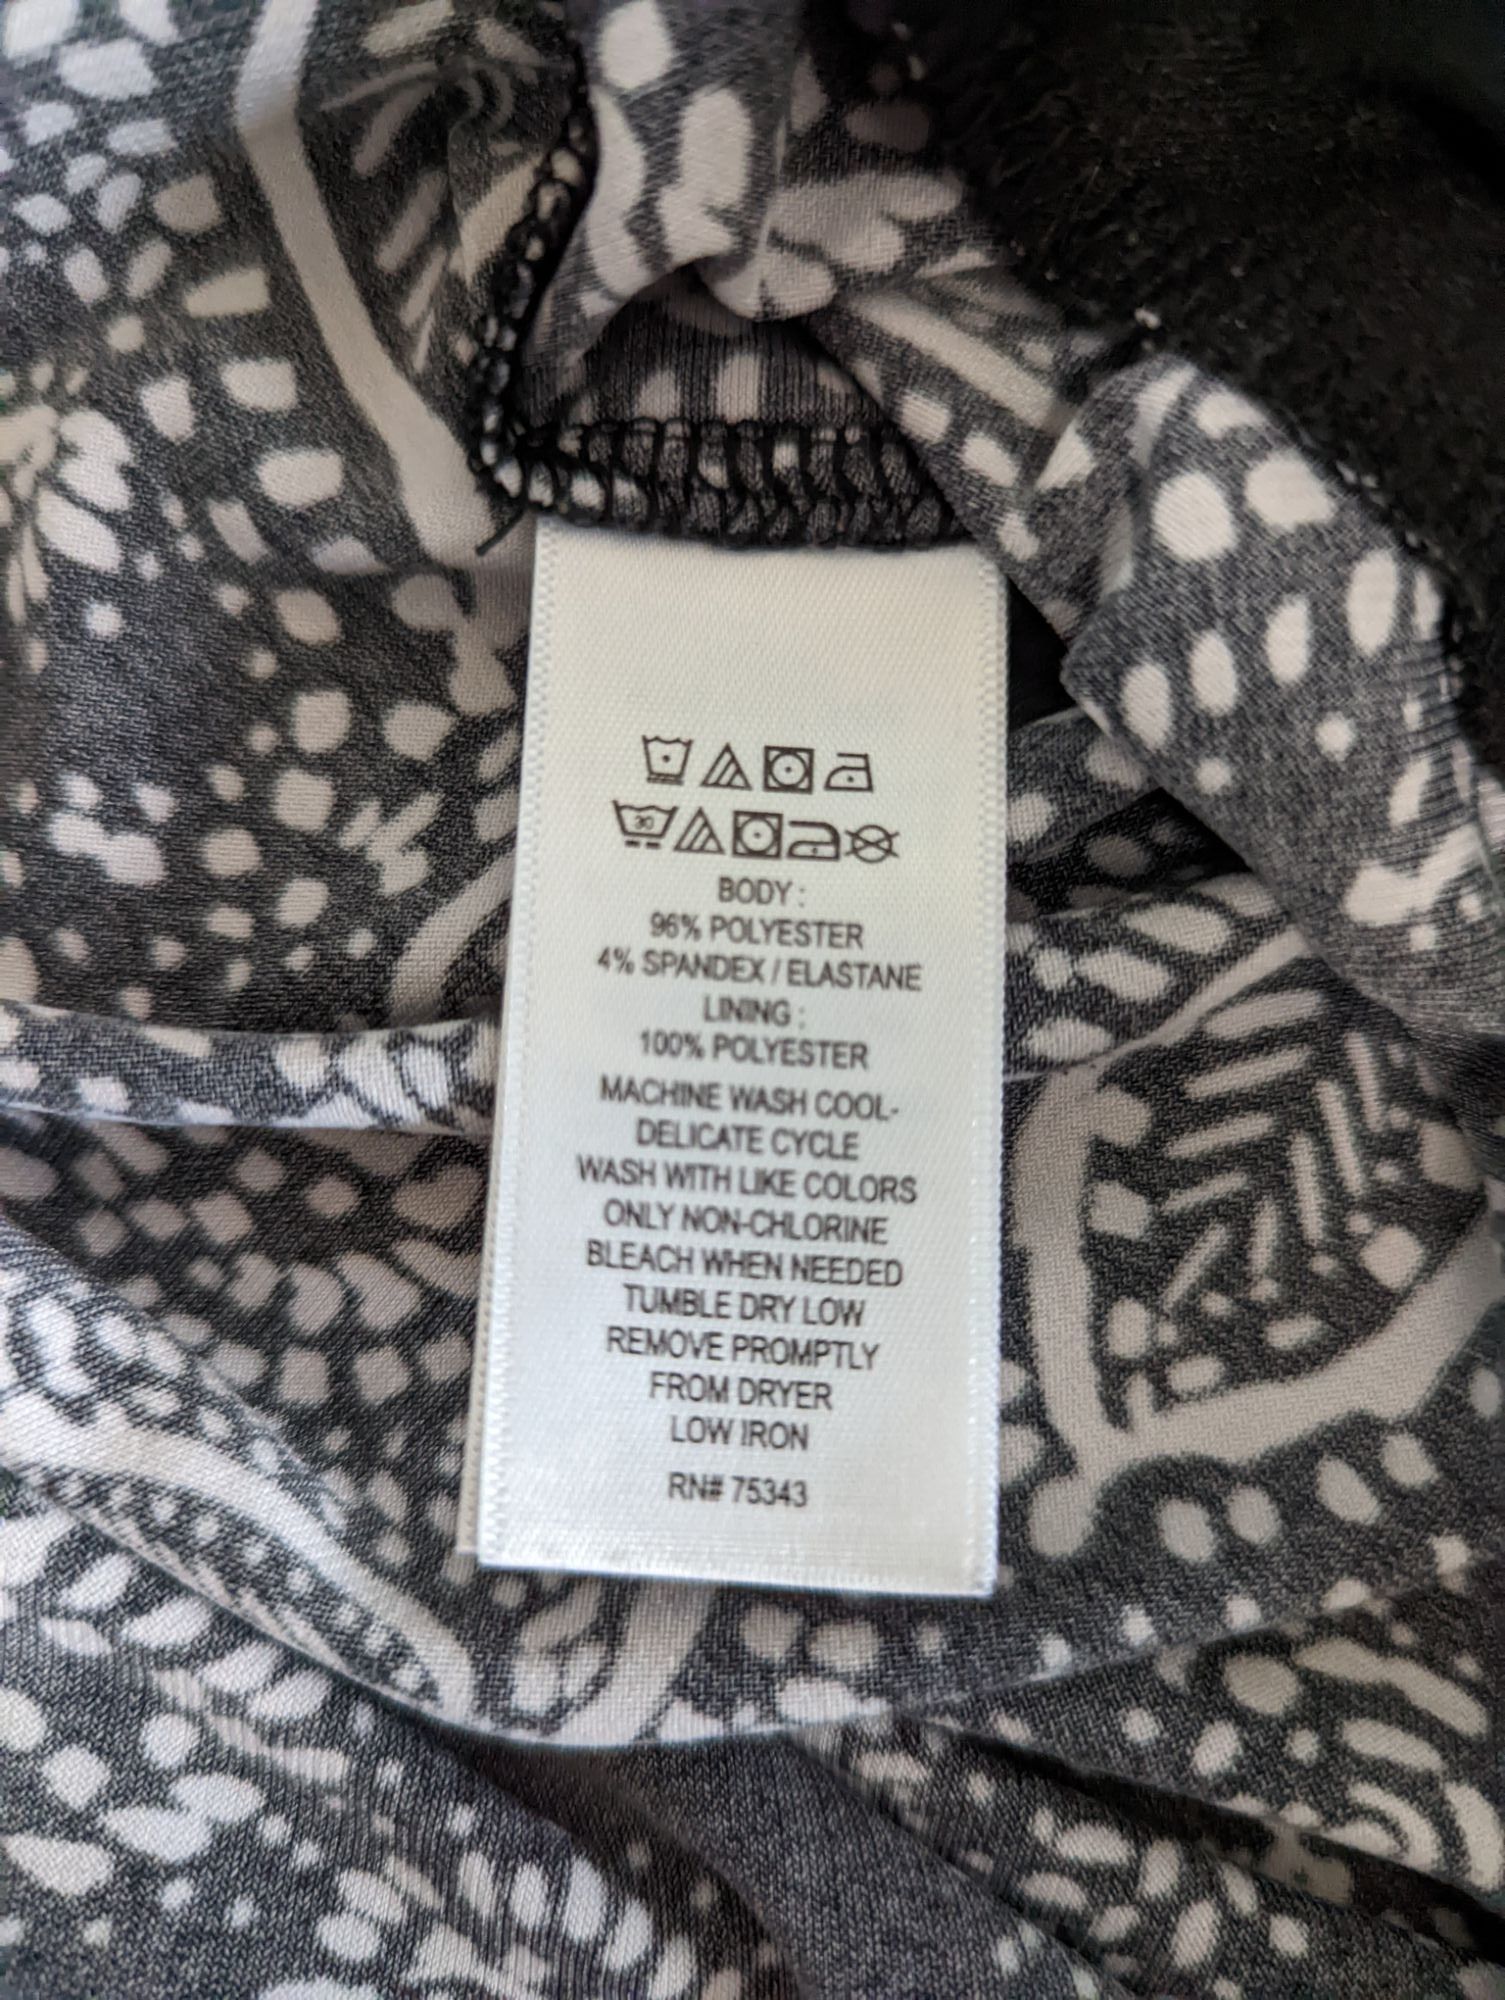 30
BODY :
96% POLYESTER
4% SPANDEX / ELASTANE
LINING :
100% POLYESTER
MACHINE WASH COOL-
DELICATE CYCLE
WASH WITH LIKE COLORS
ONLY NON-CHLORINE
BLEACH WHEN NEEDED
TUMBLE DRY LOW
REMOVE PROMPTLY
FROM DRYER
LOW IRON
RN# 75343